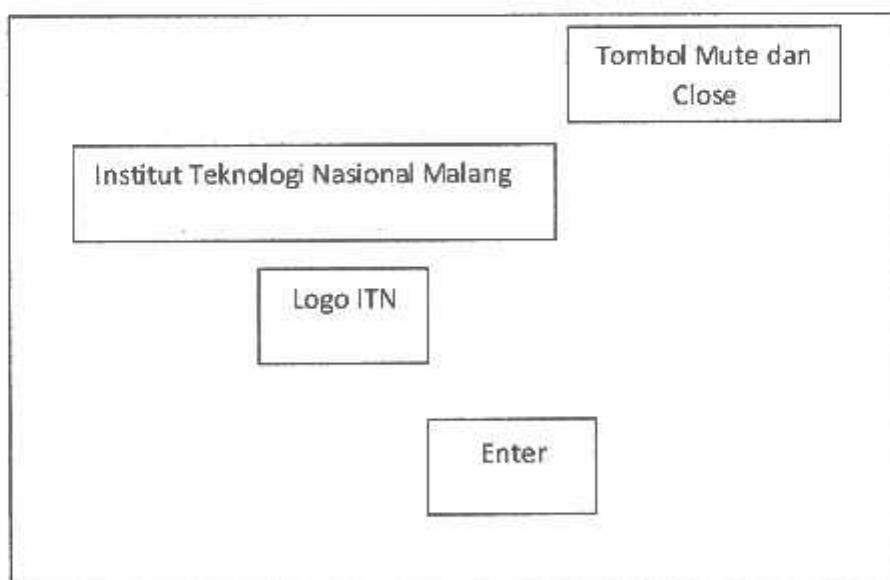 Tombol Mute dan
Close
Institut Teknologi Nasional Malang
Logo ITN
Enter